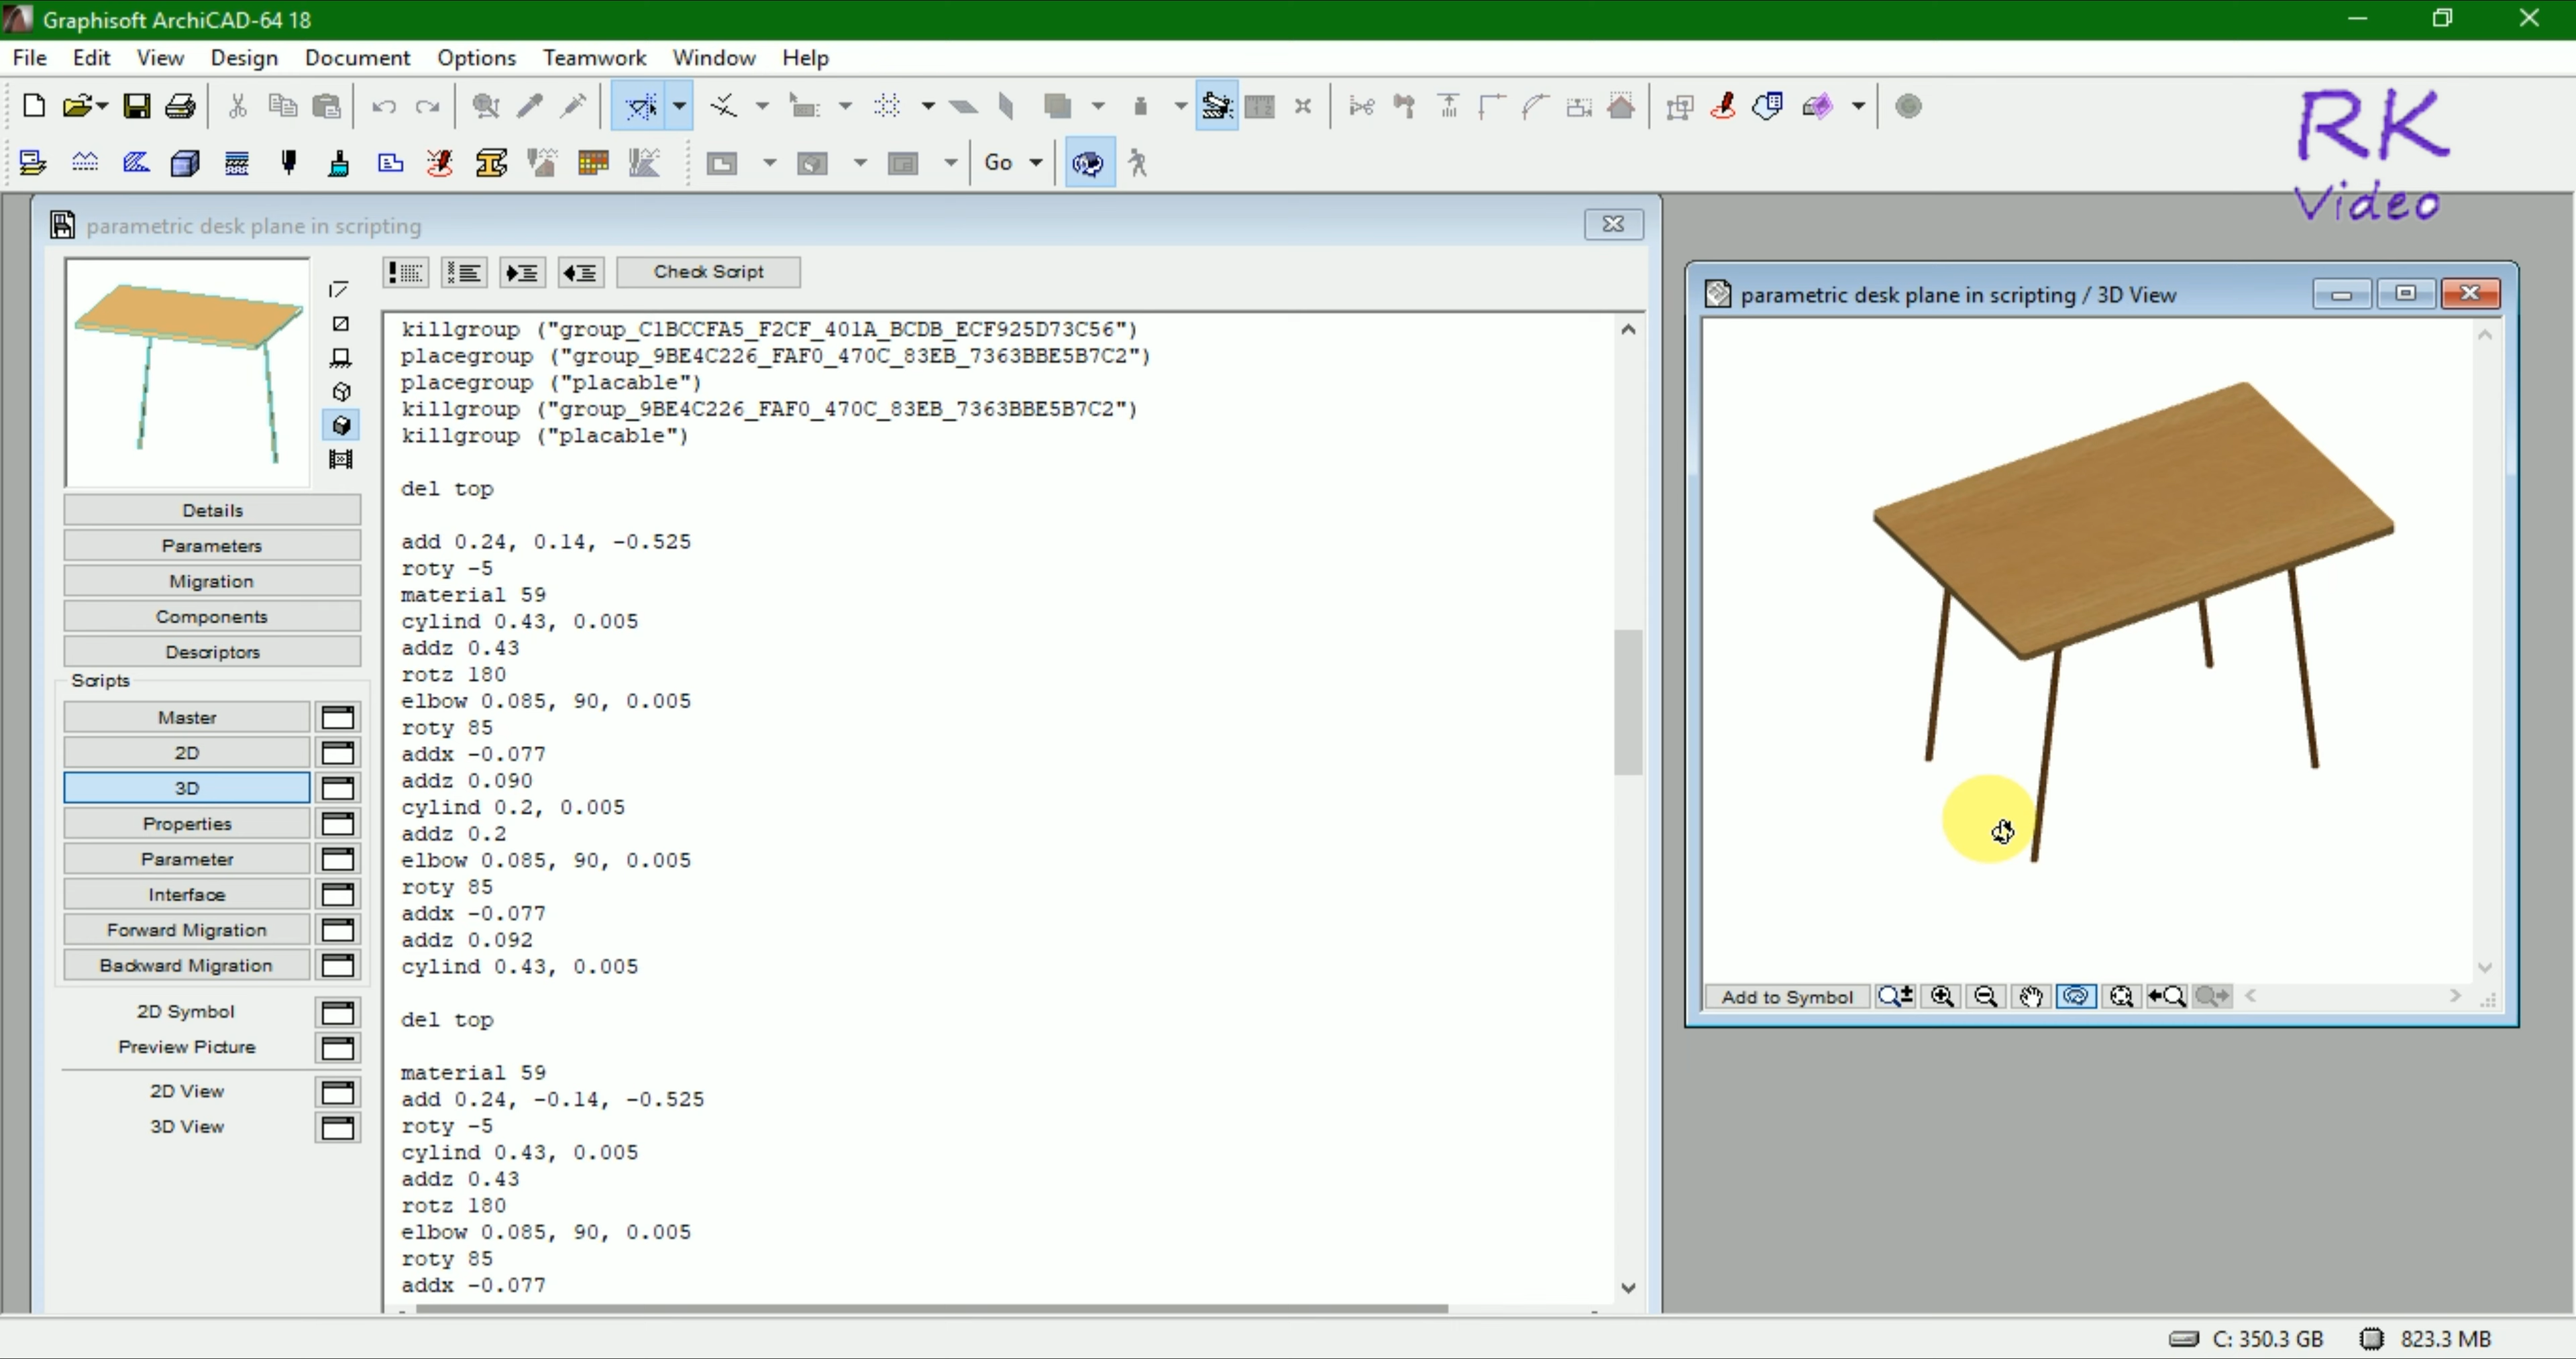 Graphisoft ArchiCAD-64 18
File Edit View Design Document Options Teamwork Window Help
Go
RK
Video
parametric desk plane in scripting
Check Script
killgroup ("group_C1BCCFA5_F2CF_401A_BCDB_ECF925D73C56")
placegroup ("group_9BE4C226_FAF0_470C_83EB_7363BBE5B7C2")
placegroup ("placable")
killgroup ("group_9BE4C226_FAF0_470C_83EB_7363BBE5B7C2")
killgroup ("placable")
del top
add 0.24, 0.14, -0.525
roty -5
material 59
cylind 0.43, 0.005
addz 0.43
rotz 180
elbow 0.085, 90, 0.005
roty 85
addx -0.077
addz 0.090
cylind 0.2, 0.005
addz 0.2
elbow 0.085, 90, 0.005
roty 85
addx -0.077
addz 0.092
cylind 0.43, 0.005
del top
material 59
add 0.24, -0.14, -0.525
roty -5
cylind 0.43, 0.005
addz 0.43
rotz 180
elbow 0.085, 90, 0.005
roty 85
addx -0.077
Details
Parameters
Migration
Components
Descriptors
Scripts
Master
2D
3D
Properties
Parameter
Interface
Forward Migration
Backward Migration
2D Symbol
Preview Picture
2D View
3D View
parametric desk plane in scripting / 3D View
Add to Symbol
C: 350.3 GB 823.3 MB